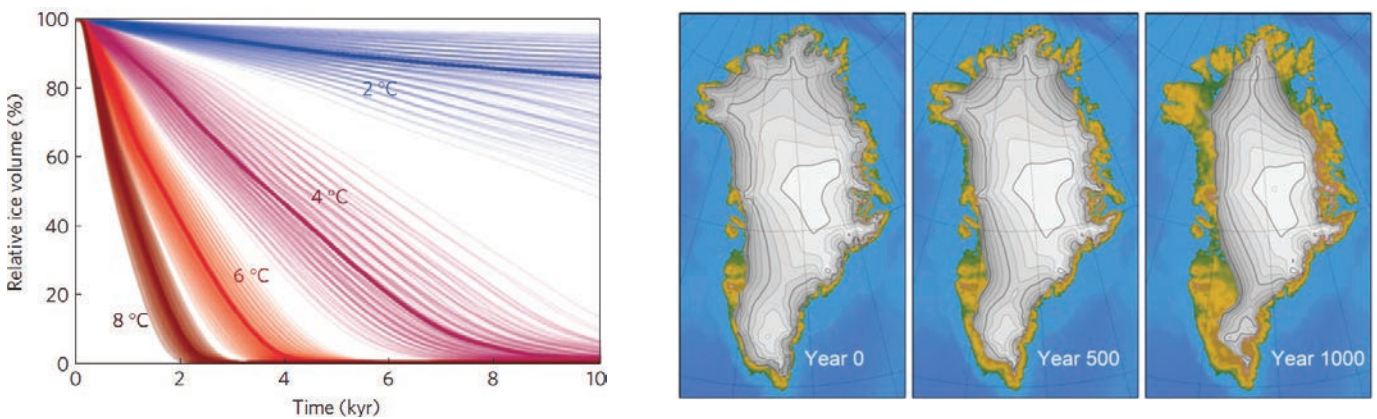 100
80
60
40
20
0
Relative ice volume (%)
2 °C
4 °C
6 °C
8 °C
0 2 4 6 8 10
Time (kyr)
Year 0
Year 500
Year 1000